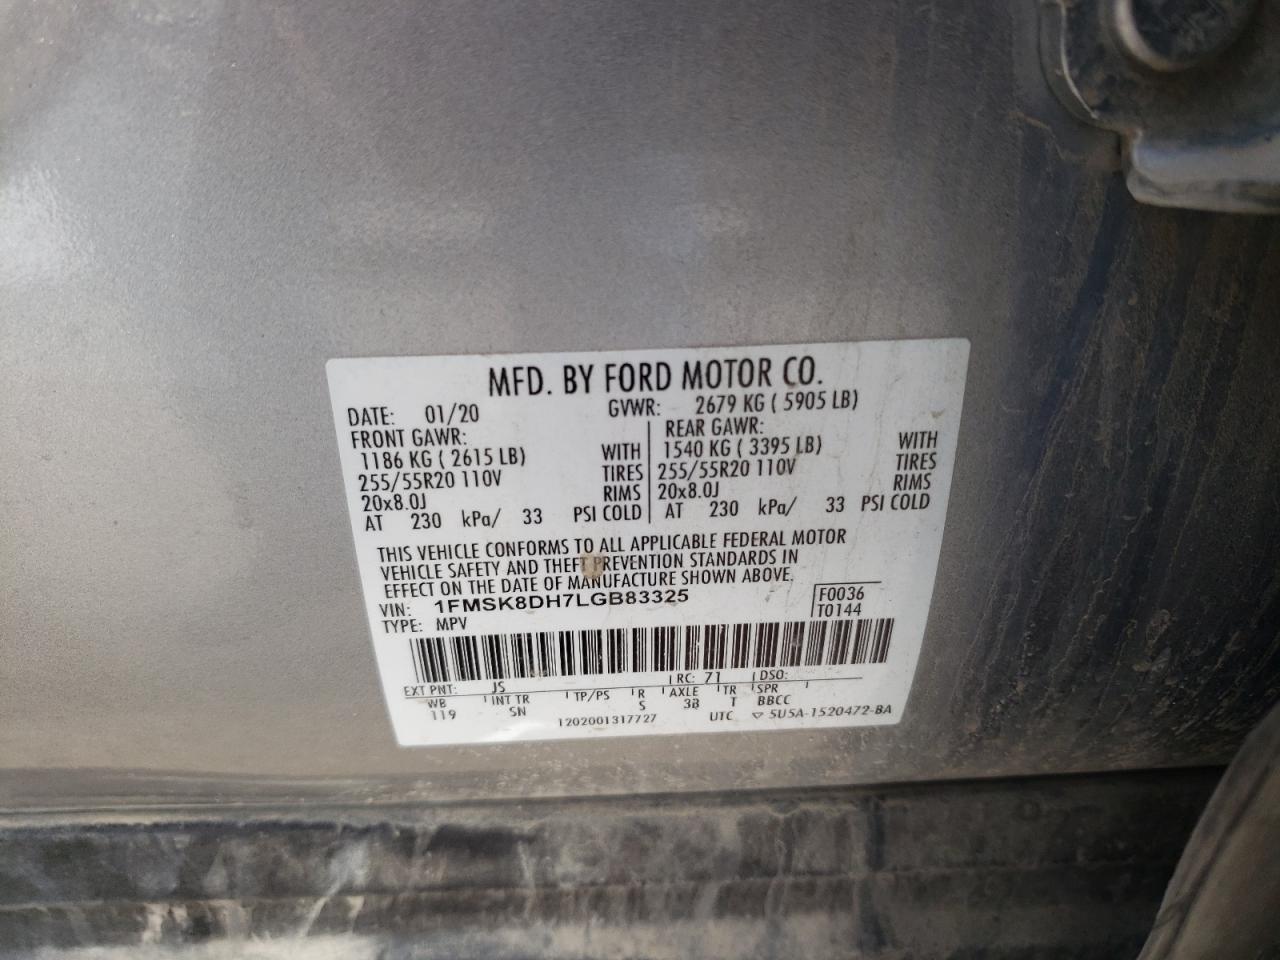 MFD. BY FORD MOTOR CO.
DATE: 01/20 GVWR: 2679 KG ( 5905 LB)
FRONT GAWR: REAR GAWR:
1186 KG ( 2615 LB) WITH 1540 KG ( 3395 LB) WITH
255/55R20 110V TIRES 255/55R20 110V TIRES
20x8.0J RIMS 20x8.0J RIMS
AT 230 kPa/ 33 PSI COLD AT 230 kPa/ 33 PSI COLD
THIS VEHICLE CONFORMS TO ALL APPLICABLE FEDERAL MOTOR
VEHICLE SAFETY AND THEFT PREVENTION STANDARDS IN
EFFECT ON THE DATE OF MANUFACTURE SHOWN ABOVE.
VIN: 1FMSK8DH7LGB83325 F0036
TYPE: MPV T0144
EXT PNT: JS RC: 71 DSO:
WB INT TR TP/PS R AXLE TR SPR
119 SN S 3B T BBCC
1202001317727 UTC ▽ 5U5A-1520472-BA